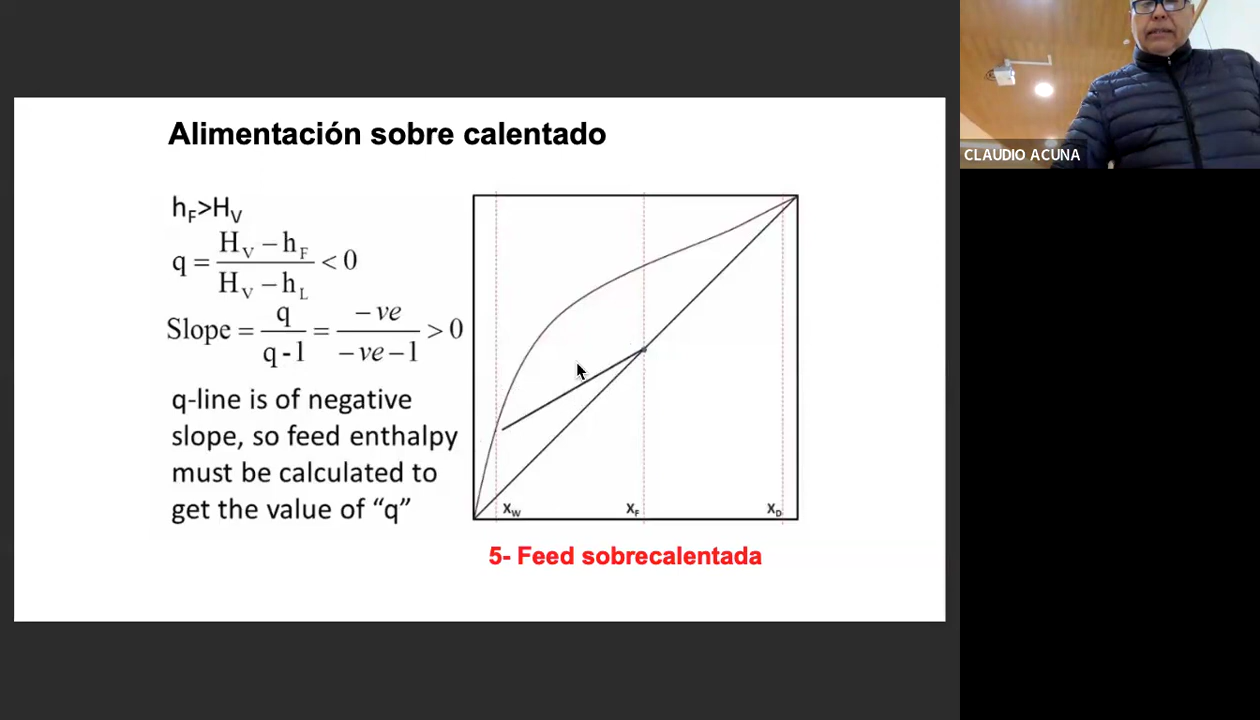 Alimentación sobre calentado
h_F>H_V
q = (H_V − h_F) / (H_V − h_L) < 0
Slope = q / (q - 1) = − ve / (− ve − 1) > 0
q-line is of negative
slope, so feed enthalpy
must be calculated to
get the value of “q”
X_W X_F X_D
5- Feed sobrecalentada
CLAUDIO ACUNA